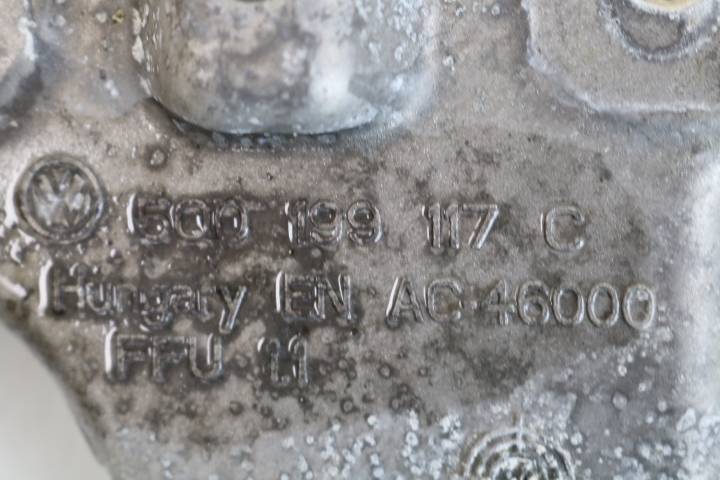 5Q0 199 117 C
Hungary EN AC-46000
FFU 11